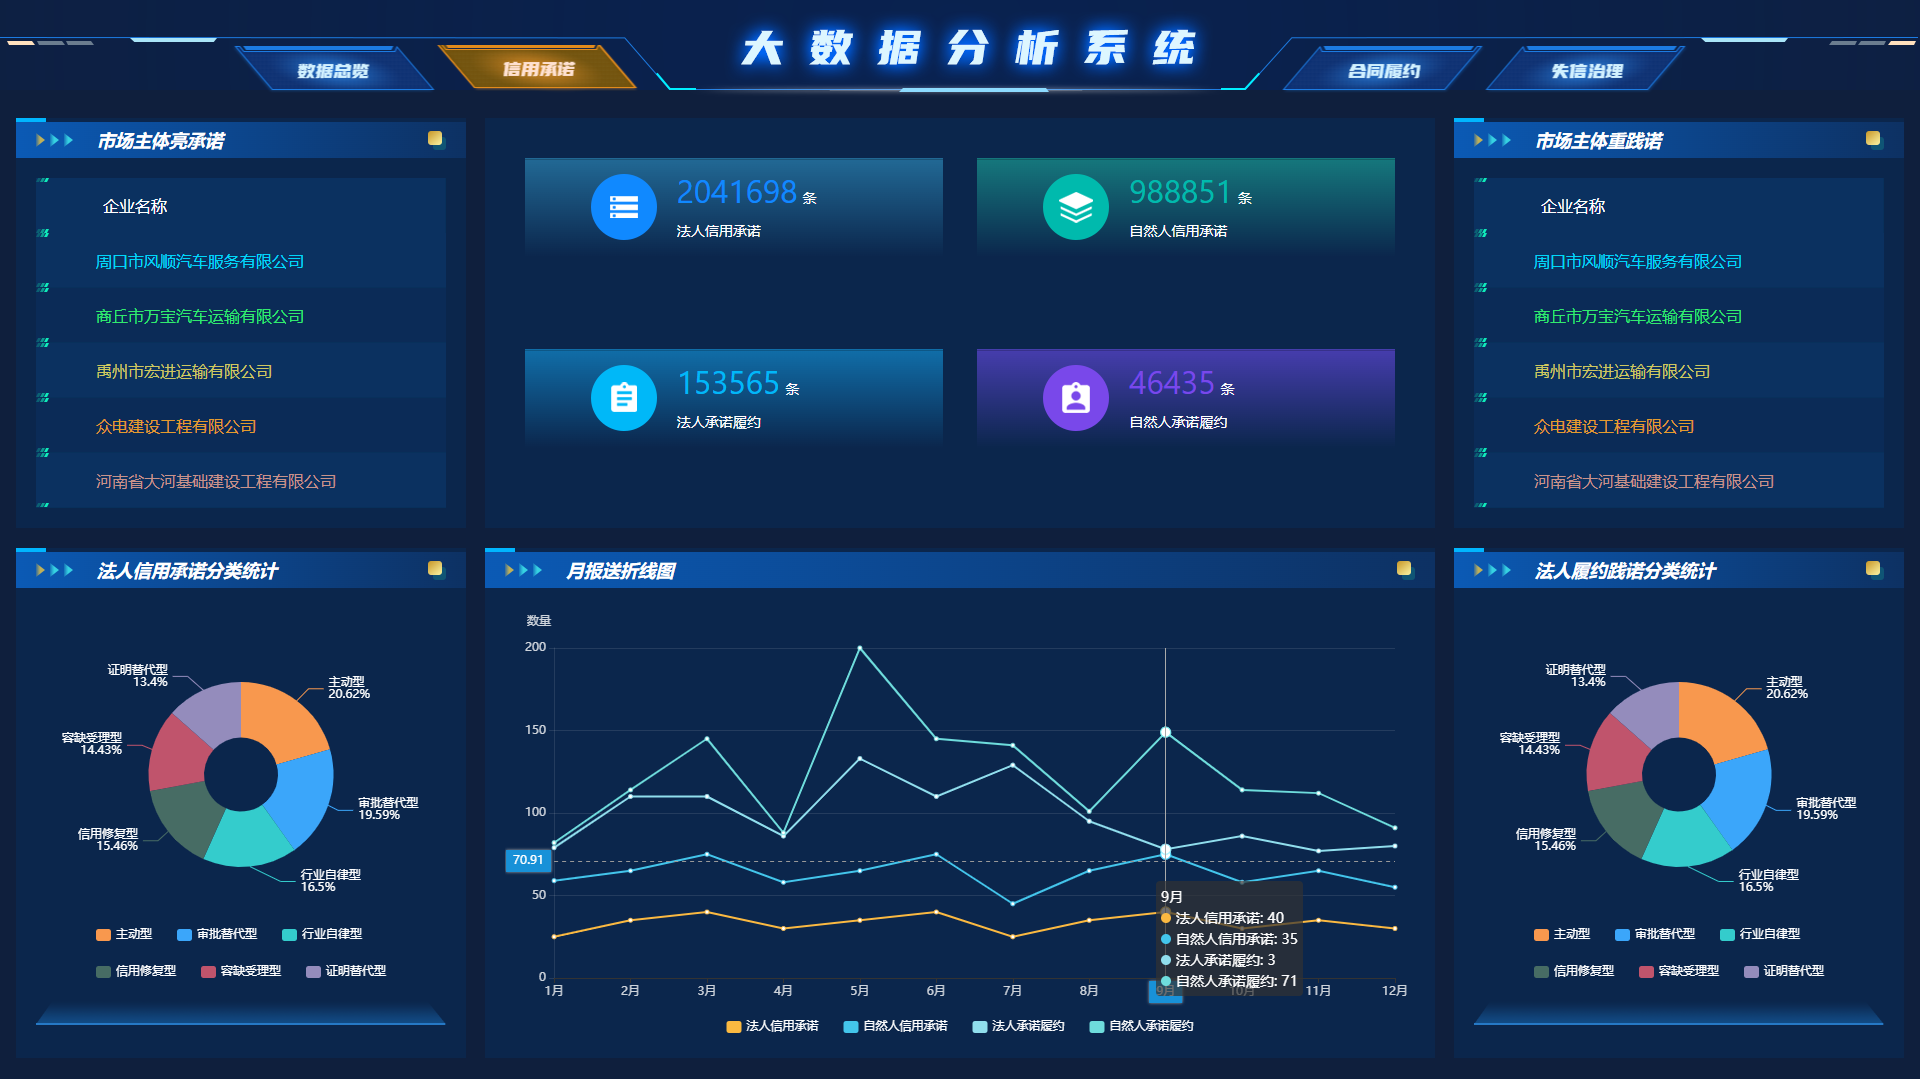 大数据分析系统
数据总览
信用承诺
合同履约
失信治理
市场主体亮承诺
企业名称
周口市风顺汽车服务有限公司
商丘市万宝汽车运输有限公司
禹州市宏进运输有限公司
众电建设工程有限公司
河南省大河基础建设工程有限公司
2041698 条
法人信用承诺
988851 条
自然人信用承诺
153565 条
法人承诺履约
46435 条
自然人承诺履约
市场主体重践诺
企业名称
周口市风顺汽车服务有限公司
商丘市万宝汽车运输有限公司
禹州市宏进运输有限公司
众电建设工程有限公司
河南省大河基础建设工程有限公司
法人信用承诺分类统计
证明替代型
13.4%
主动型
20.62%
容缺受理型
14.43%
审批替代型
19.59%
信用修复型
15.46%
行业自律型
16.5%
主动型 审批替代型 行业自律型
信用修复型 容缺受理型 证明替代型
月报送折线图
数量
200
150
100
70.91
50
0
9月
法人信用承诺: 40
自然人信用承诺: 35
法人承诺履约: 3
自然人承诺履约: 71
1月 2月 3月 4月 5月 6月 7月 8月 9月 10月 11月 12月
法人信用承诺 自然人信用承诺 法人承诺履约 自然人承诺履约
法人履约践诺分类统计
证明替代型
13.4%
主动型
20.62%
容缺受理型
14.43%
审批替代型
19.59%
信用修复型
15.46%
行业自律型
16.5%
主动型 审批替代型 行业自律型
信用修复型 容缺受理型 证明替代型